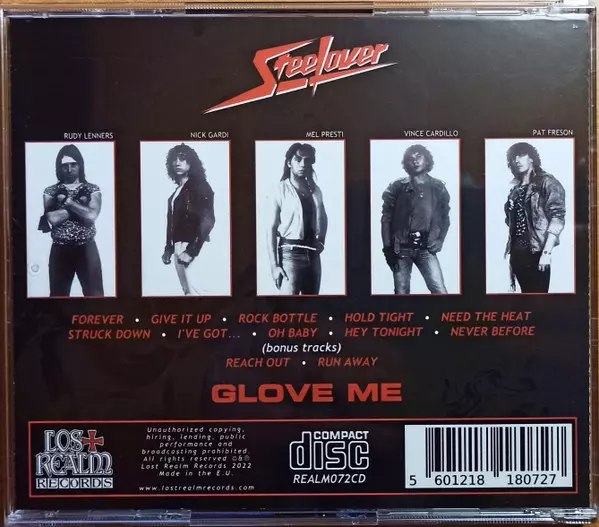 Steelover
RUDY LENNERS
NICK GARDI
MEL PRESTI
VINCE CARDILLO
PAT FRESON
FOREVER • GIVE IT UP • ROCK BOTTLE • HOLD TIGHT • NEED THE HEAT
STRUCK DOWN • I'VE GOT... • OH BABY • HEY TONIGHT • NEVER BEFORE
(bonus tracks)
REACH OUT • RUN AWAY
GLOVE ME
LOST
REALM
RECORDS
Unauthorized copying,
hiring, lending, public
performance and
broadcasting prohibited.
All rights reserved ©&℗
Lost Realm Records 2022
Made in the E.U.
www.lostrealmrecords.com
COMPACT
disc
REALM072CD
5 601218 180727